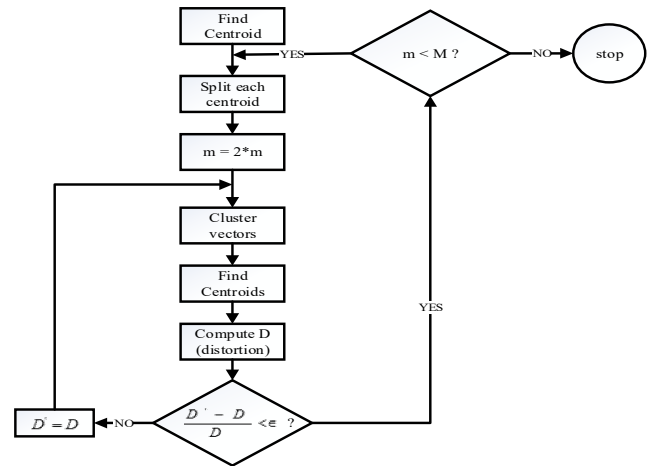 Find
Centroid
YES
m < M ?
NO
stop
Split each
centroid
m = 2*m
Cluster
vectors
Find
Centroids
YES
Compute D
(distortion)
D' = D
NO
D' - D
D
<∈ ?